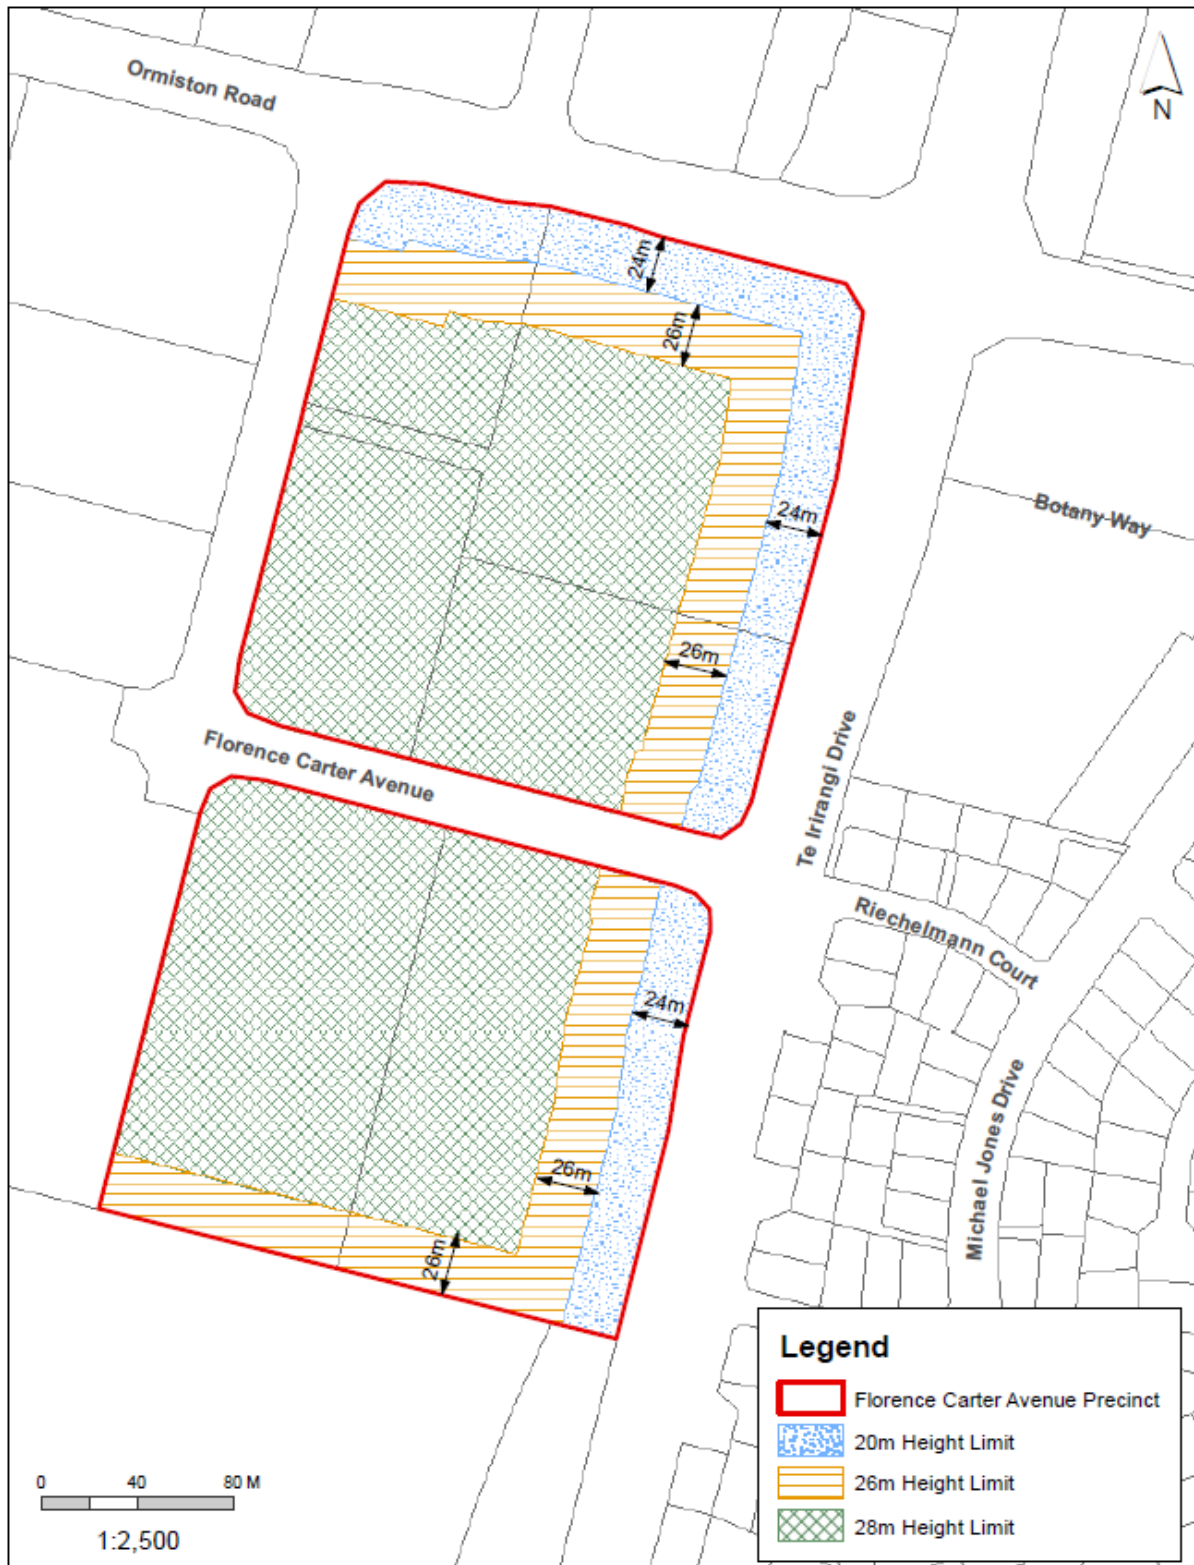 Ormiston Road
N
24m
26m
24m
Botany Way
26m
Florence Carter Avenue
Te Irirangi Drive
Riechelmann Court
24m
Michael Jones Drive
26m
26m
Legend
Florence Carter Avenue Precinct
20m Height Limit
26m Height Limit
28m Height Limit
0 40 80 M
1:2,500